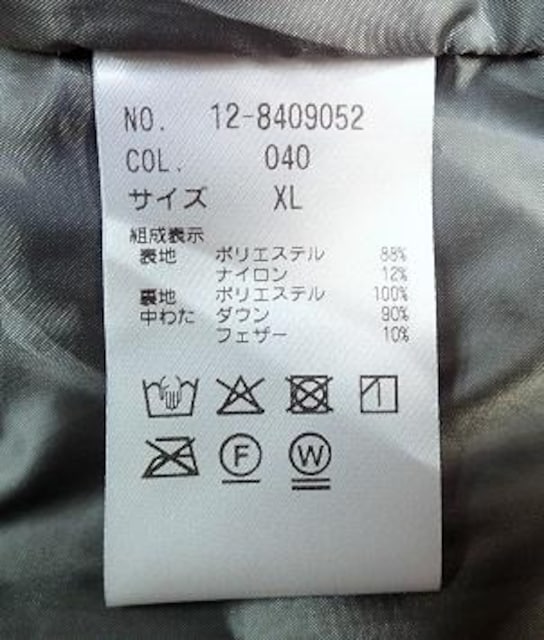 NO. 12-8409052
COL. 040
サイズ XL
組成表示
表地 ポリエステル 88%
ナイロン 12%
裏地 ポリエステル 100%
中わた ダウン 90%
フェザー 10%
F W